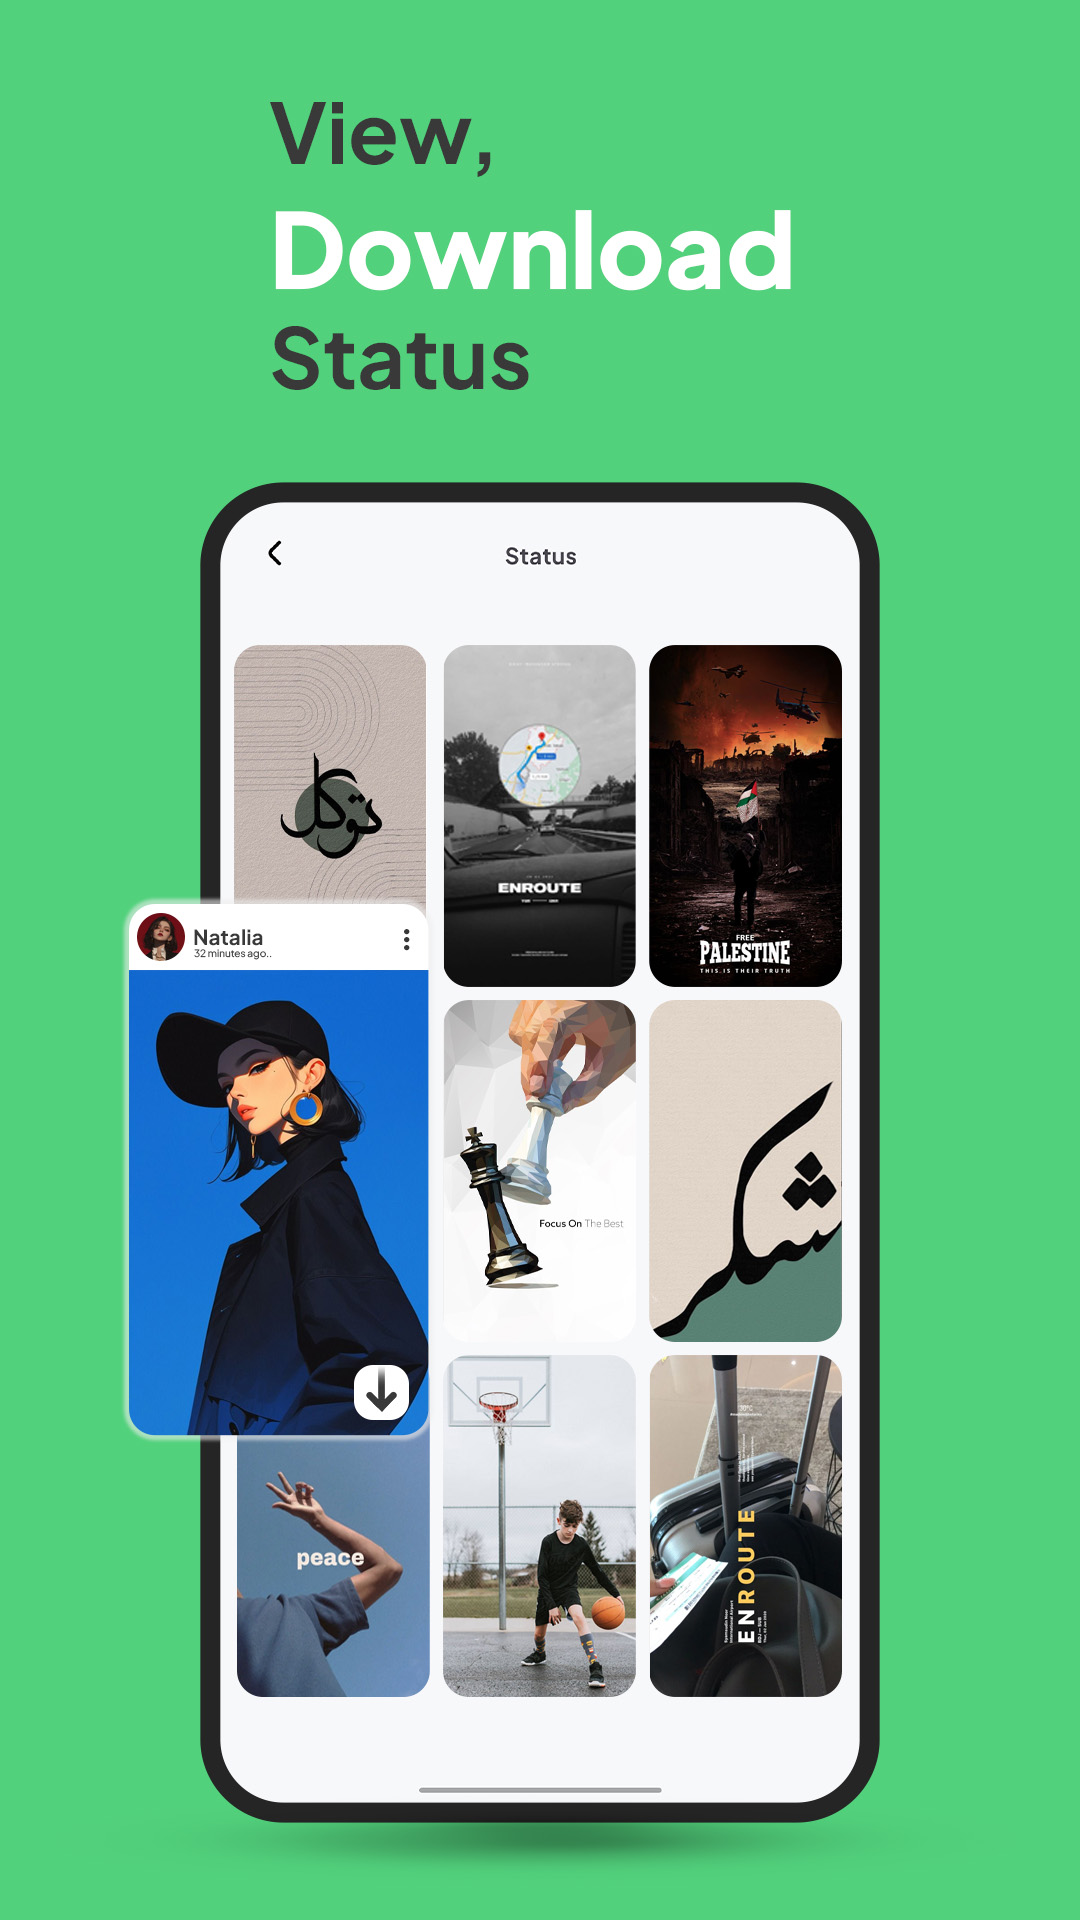 View,
Download
Status
Status
توكل
ENROUTE
FREE
PALESTINE
THIS IS THEIR TRUTH
Natalia
32 minutes ago..
Focus On The Best
شكر
peace
30°C
ENROUTE